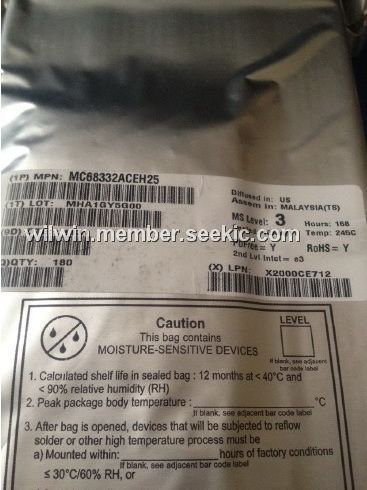 (1P) MPN: MC68332ACEH25
(1T) LOT: MHA1GY5G00
QTY: 180
Diffused in: US
Assem in: MALAYSIA(TS)
MS Level: 3 Hours: 168
Temp: 245C
PbFree= Y RoHS= Y
2nd Lvl Intcl= e3
(X) LPN: X2000CE712
wilwin.member.seekic.com
Caution
This bag contains
MOISTURE-SENSITIVE DEVICES
LEVEL
If blank, see adjacent
bar code label
1. Calculated shelf life in sealed bag : 12 months at < 40°C and
< 90% relative humidity (RH)
2. Peak package body temperature : °C
If blank, see adjacent bar code label
3. After bag is opened, devices that will be subjected to reflow
solder or other high temperature process must be
a) Mounted within: hours of factory conditions
If blank, see adjacent bar code label
≤ 30°C/60% RH, or